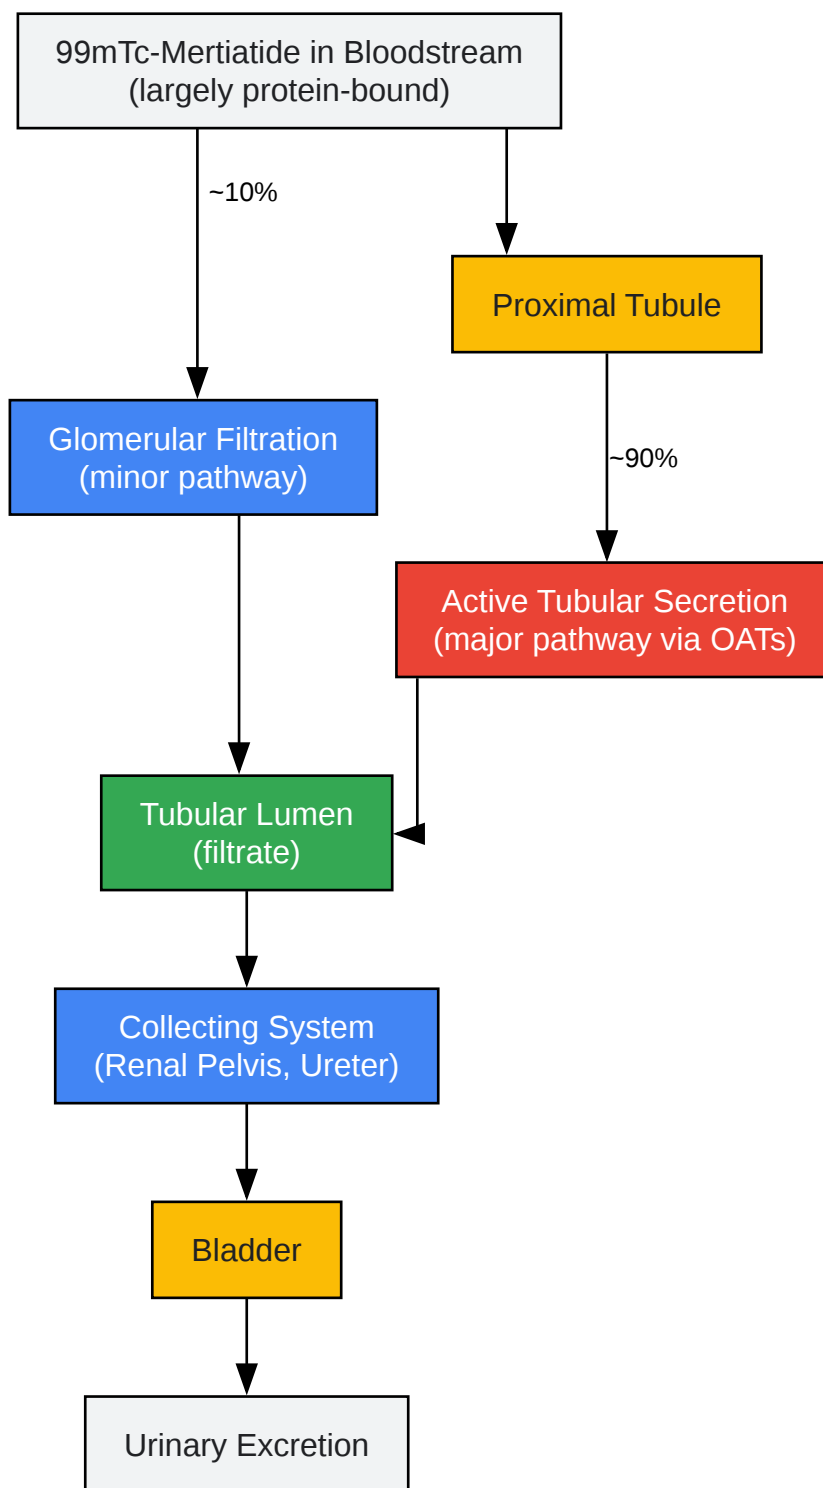 99mTc-Mertiatide in Bloodstream
(largely protein-bound)
~10%
Proximal Tubule
Glomerular Filtration
(minor pathway)
~90%
Active Tubular Secretion
(major pathway via OATs)
Tubular Lumen
(filtrate)
Collecting System
(Renal Pelvis, Ureter)
Bladder
Urinary Excretion